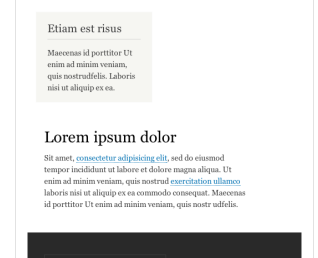 Etiam est risus
Maecenas id porttitor Ut
enim ad minim veniam,
quis nostrudfelis. Laboris
nisi ut aliquip ex ea.
Lorem ipsum dolor
Sit amet, consectetur adipisicing elit, sed do eiusmod
tempor incididunt ut labore et dolore magna aliqua. Ut
enim ad minim veniam, quis nostrud exercitation ullamco
laboris nisi ut aliquip ex ea commodo consequat. Maecenas
id porttitor Ut enim ad minim veniam, quis nostr udfelis.